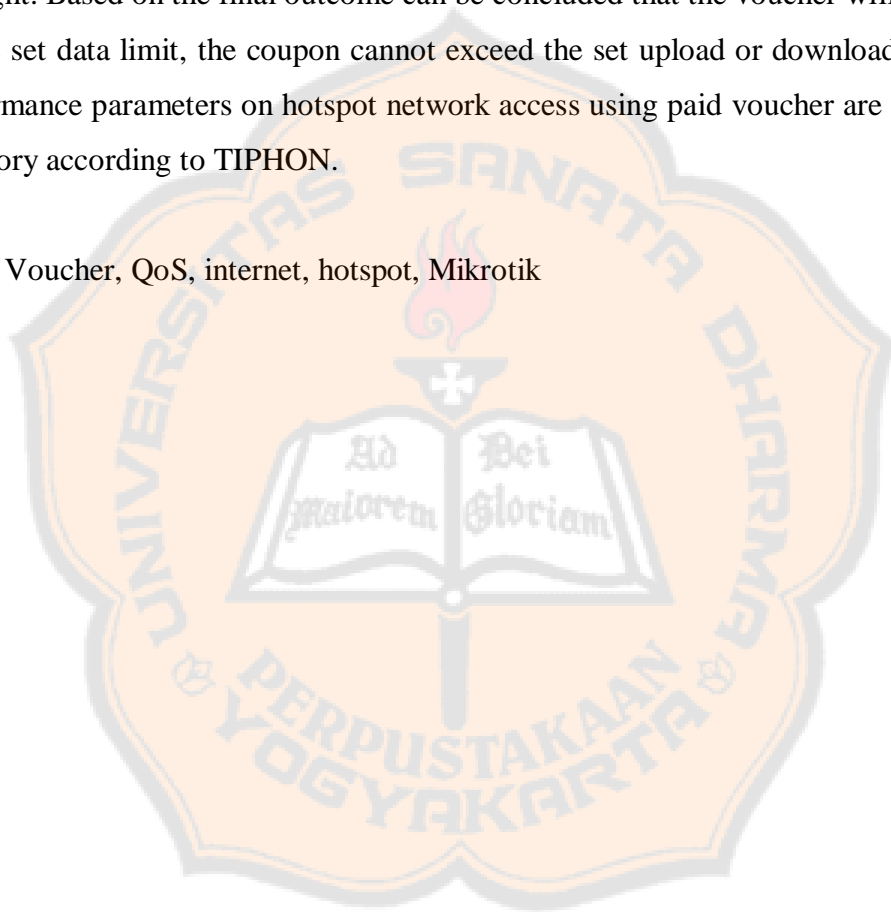 ght. Based on the final outcome can be concluded that the voucher will
set data limit, the coupon cannot exceed the set upload or download
rmance parameters on hotspot network access using paid voucher are
ory according to TIPHON.
Voucher, QoS, internet, hotspot, Mikrotik
UNIVERSITAS SANATA DHARMA
Ad Dei
Maiorem Gloriam
PERPUSTAKAAN
YOGYAKARTA